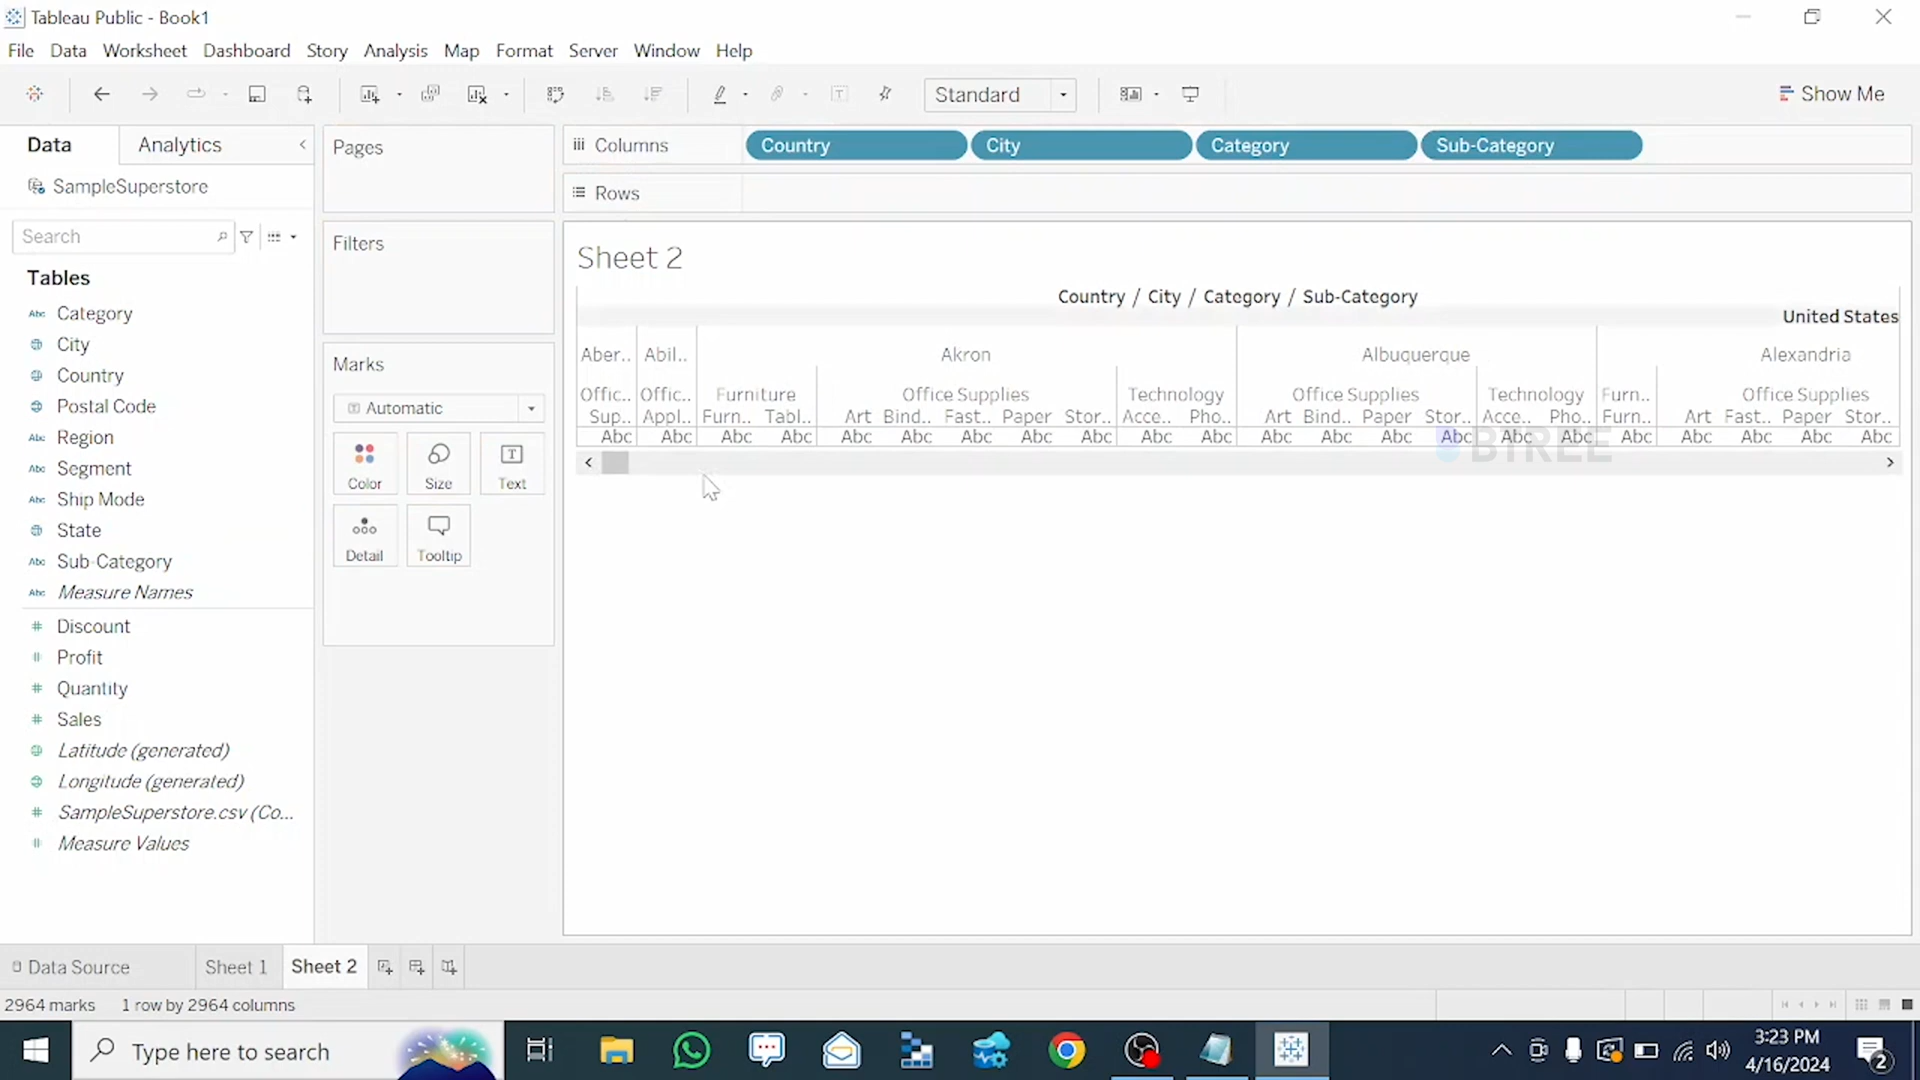 Tableau Public - Book1
File Data Worksheet Dashboard Story Analysis Map Format Server Window Help
Standard
Show Me
Data Analytics
SampleSuperstore
Search
Tables
Abc Category
City
Country
Postal Code
Abc Region
Abc Segment
Abc Ship Mode
State
Abc Sub-Category
Abc Measure Names
# Discount
Profit
# Quantity
# Sales
Latitude (generated)
Longitude (generated)
# SampleSuperstore.csv (Co...
Measure Values
Pages
Filters
Marks
Automatic
Color Size Text
Detail Tooltip
Columns Country City Category Sub-Category
Rows
Sheet 2
Country / City / Category / Sub-Category
United States
Aber.. Abil.. Akron Albuquerque Alexandria
Offic.. Offic.. Furniture Office Supplies Technology Office Supplies Technology Furn.. Office Supplies
Sup.. Appl.. Furn.. Tabl.. Art Bind.. Fast.. Paper Stor.. Acce.. Pho.. Art Bind.. Paper Stor.. Acce.. Pho.. Furn.. Art Fast.. Paper Stor..
Abc Abc Abc Abc Abc Abc Abc Abc Abc Abc Abc Abc Abc Abc Abc Abc Abc Abc Abc Abc Abc Abc
BTREE
Data Source Sheet 1 Sheet 2
2964 marks 1 row by 2964 columns
Type here to search
3:23 PM
4/16/2024
2